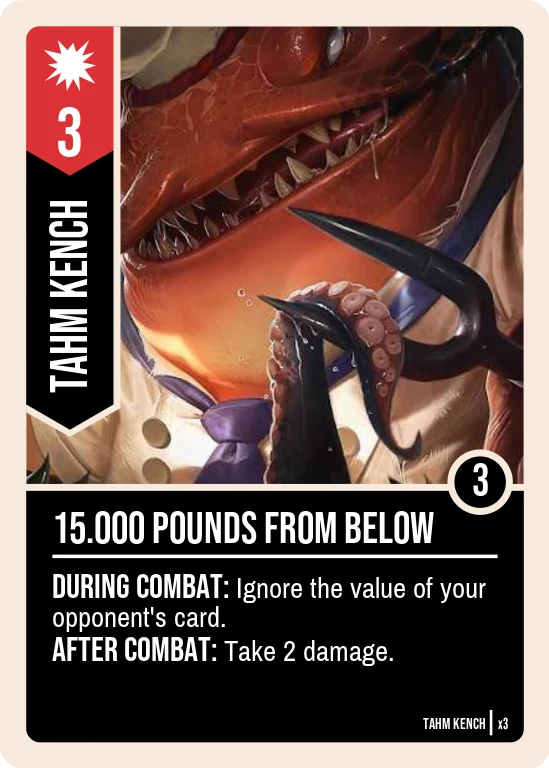 3
TAHM KENCH
3
15.000 POUNDS FROM BELOW
DURING COMBAT: Ignore the value of your
opponent's card.
AFTER COMBAT: Take 2 damage.
TAHM KENCH x3